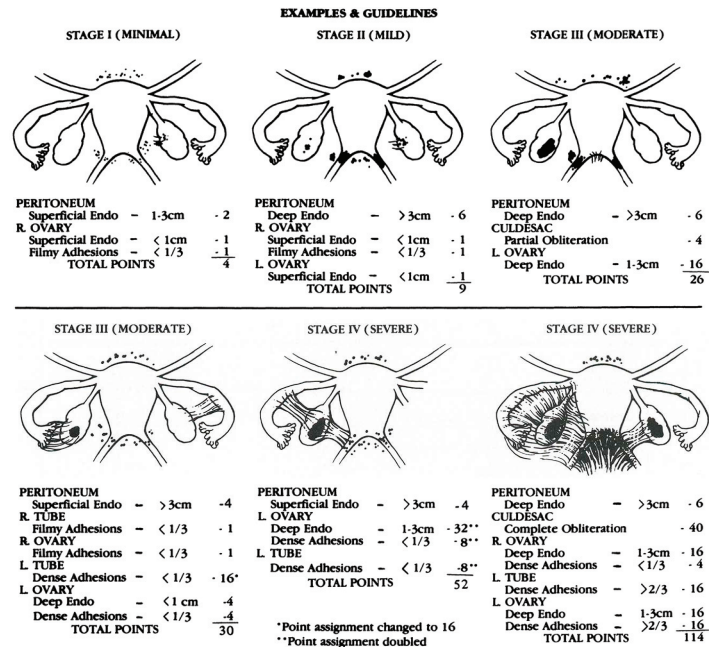 EXAMPLES & GUIDELINES
STAGE I (MINIMAL)
PERITONEUM
Superficial Endo – 1-3cm - 2
R. OVARY
Superficial Endo – < 1cm - 1
Filmy Adhesions – < 1/3 - 1
TOTAL POINTS 4
STAGE II (MILD)
PERITONEUM
Deep Endo – > 3cm - 6
R. OVARY
Superficial Endo – < 1cm - 1
Filmy Adhesions – < 1/3 - 1
L. OVARY
Superficial Endo – <1cm - 1
TOTAL POINTS 9
STAGE III (MODERATE)
PERITONEUM
Deep Endo – >3cm - 6
CULDESAC
Partial Obliteration - 4
L. OVARY
Deep Endo – 1-3cm - 16
TOTAL POINTS 26
STAGE III (MODERATE)
PERITONEUM
Superficial Endo – >3cm -4
R. TUBE
Filmy Adhesions – < 1/3 - 1
R. OVARY
Filmy Adhesions – < 1/3 - 1
L. TUBE
Dense Adhesions – < 1/3 - 16*
L. OVARY
Deep Endo – < 1 cm -4
Dense Adhesions – < 1/3 -4
TOTAL POINTS 30
STAGE IV (SEVERE)
PERITONEUM
Superficial Endo – >3cm -4
L. OVARY
Deep Endo – 1-3cm - 32**
Dense Adhesions – < 1/3 -8**
L. TUBE
Dense Adhesions – < 1/3 -8**
TOTAL POINTS 52
*Point assignment changed to 16
**Point assignment doubled
STAGE IV (SEVERE)
PERITONEUM
Deep Endo – >3cm - 6
CULDESAC
Complete Obliteration - 40
R. OVARY
Deep Endo – 1-3cm - 16
Dense Adhesions – <1/3 - 4
L. TUBE
Dense Adhesions – >2/3 - 16
L. OVARY
Deep Endo – 1-3cm - 16
Dense Adhesions – >2/3 - 16
TOTAL POINTS 114